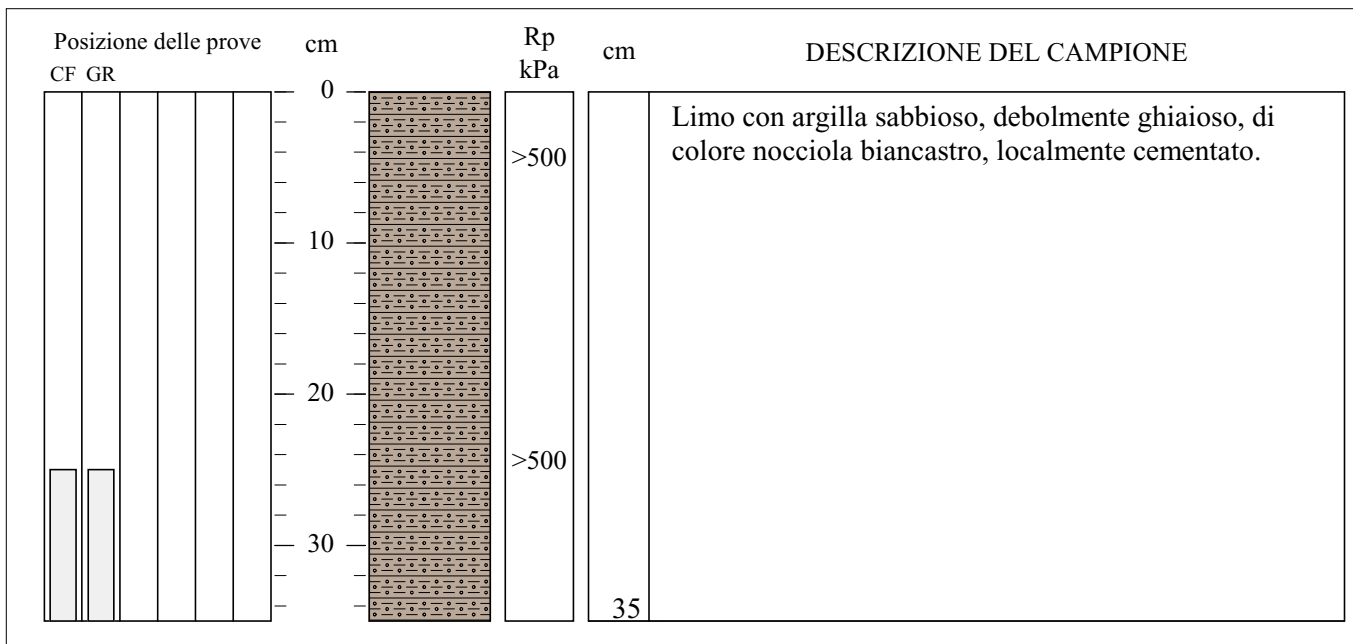 Posizione delle prove
cm
Rp
kPa
cm
DESCRIZIONE DEL CAMPIONE
CF GR
0
Limo con argilla sabbioso, debolmente ghiaioso, di
colore nocciola biancastro, localmente cementato.
>500
10
20
>500
30
35